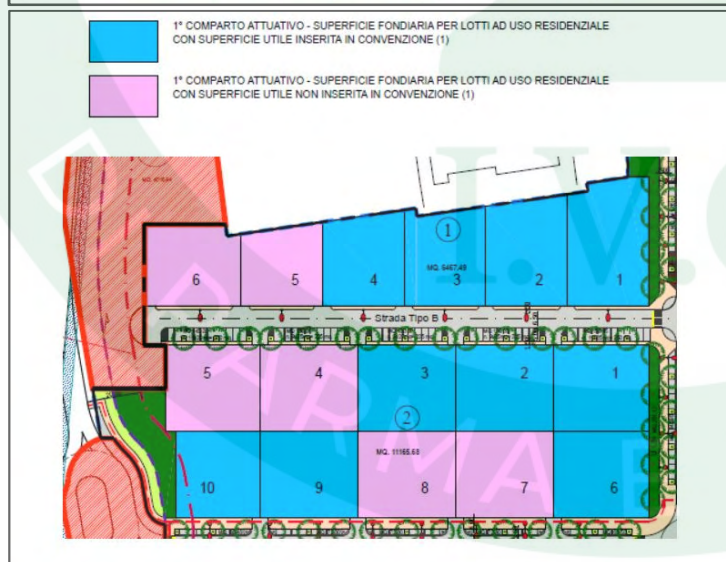 1° COMPARTO ATTUATIVO - SUPERFICIE FONDIARIA PER LOTTI AD USO RESIDENZIALE
CON SUPERFICIE UTILE INSERITA IN CONVENZIONE (1)
1° COMPARTO ATTUATIVO - SUPERFICIE FONDIARIA PER LOTTI AD USO RESIDENZIALE
CON SUPERFICIE UTILE NON INSERITA IN CONVENZIONE (1)
1
MQ. 6467.49
6 5 4 3 2 1
Strada Tipo B
5 4 3 2 1
2
MQ. 11165.60
10 9 8 7 6
I.V.
PARMA